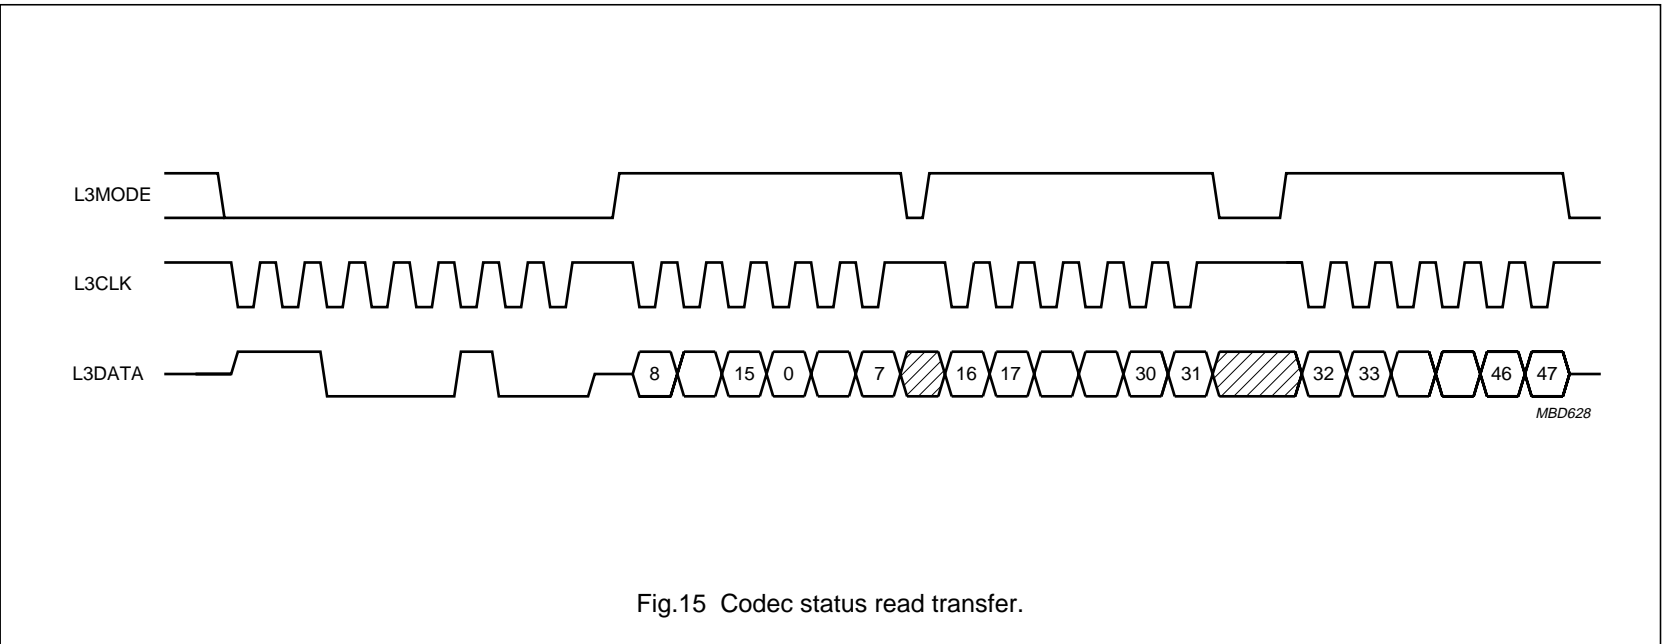 L3MODE
L3CLK
L3DATA
8 15 0 7 16 17 30 31 32 33 46 47
MBD628
Fig.15 Codec status read transfer.